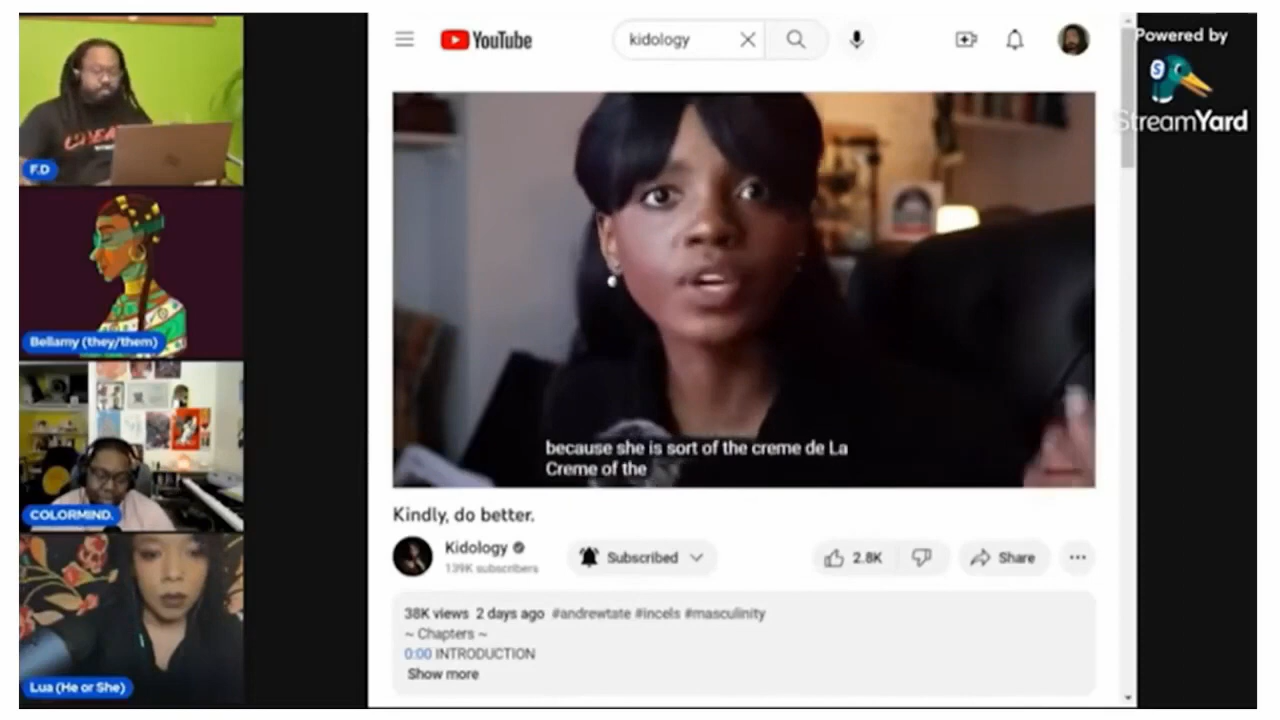 kidology
YouTube
Powered by
StreamYard
F.D
Bellamy (they/them)
COLORMIND.
Lua (He or She)
because she is sort of the creme de La
Creme of the
Kindly, do better.
Kidology
139K subscribers
Subscribed
2.8K
Share
38K views 2 days ago #andrewtate #incels #masculinity
~ Chapters ~
0:00 INTRODUCTION
Show more